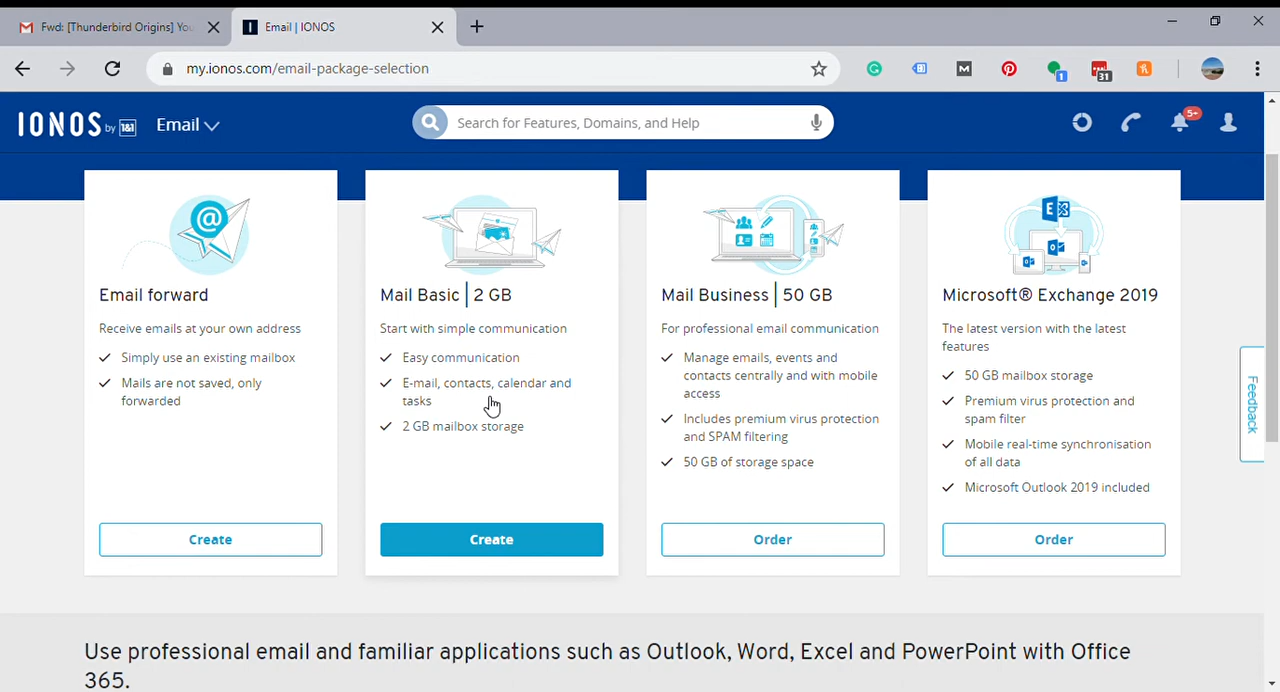 Fwd: [Thunderbird Origins] You
Email | IONOS
my.ionos.com/email-package-selection
1
31
IONOS by 1&1
Email
Search for Features, Domains, and Help
5+
Email forward
Receive emails at your own address
Simply use an existing mailbox
Mails are not saved, only
forwarded
Create
Mail Basic | 2 GB
Start with simple communication
Easy communication
E-mail, contacts, calendar and
tasks
2 GB mailbox storage
Create
Mail Business | 50 GB
For professional email communication
Manage emails, events and
contacts centrally and with mobile
access
Includes premium virus protection
and SPAM filtering
50 GB of storage space
Order
Microsoft® Exchange 2019
The latest version with the latest
features
50 GB mailbox storage
Premium virus protection and
spam filter
Mobile real-time synchronisation
of all data
Microsoft Outlook 2019 included
Order
Feedback
Use professional email and familiar applications such as Outlook, Word, Excel and PowerPoint with Office
365.